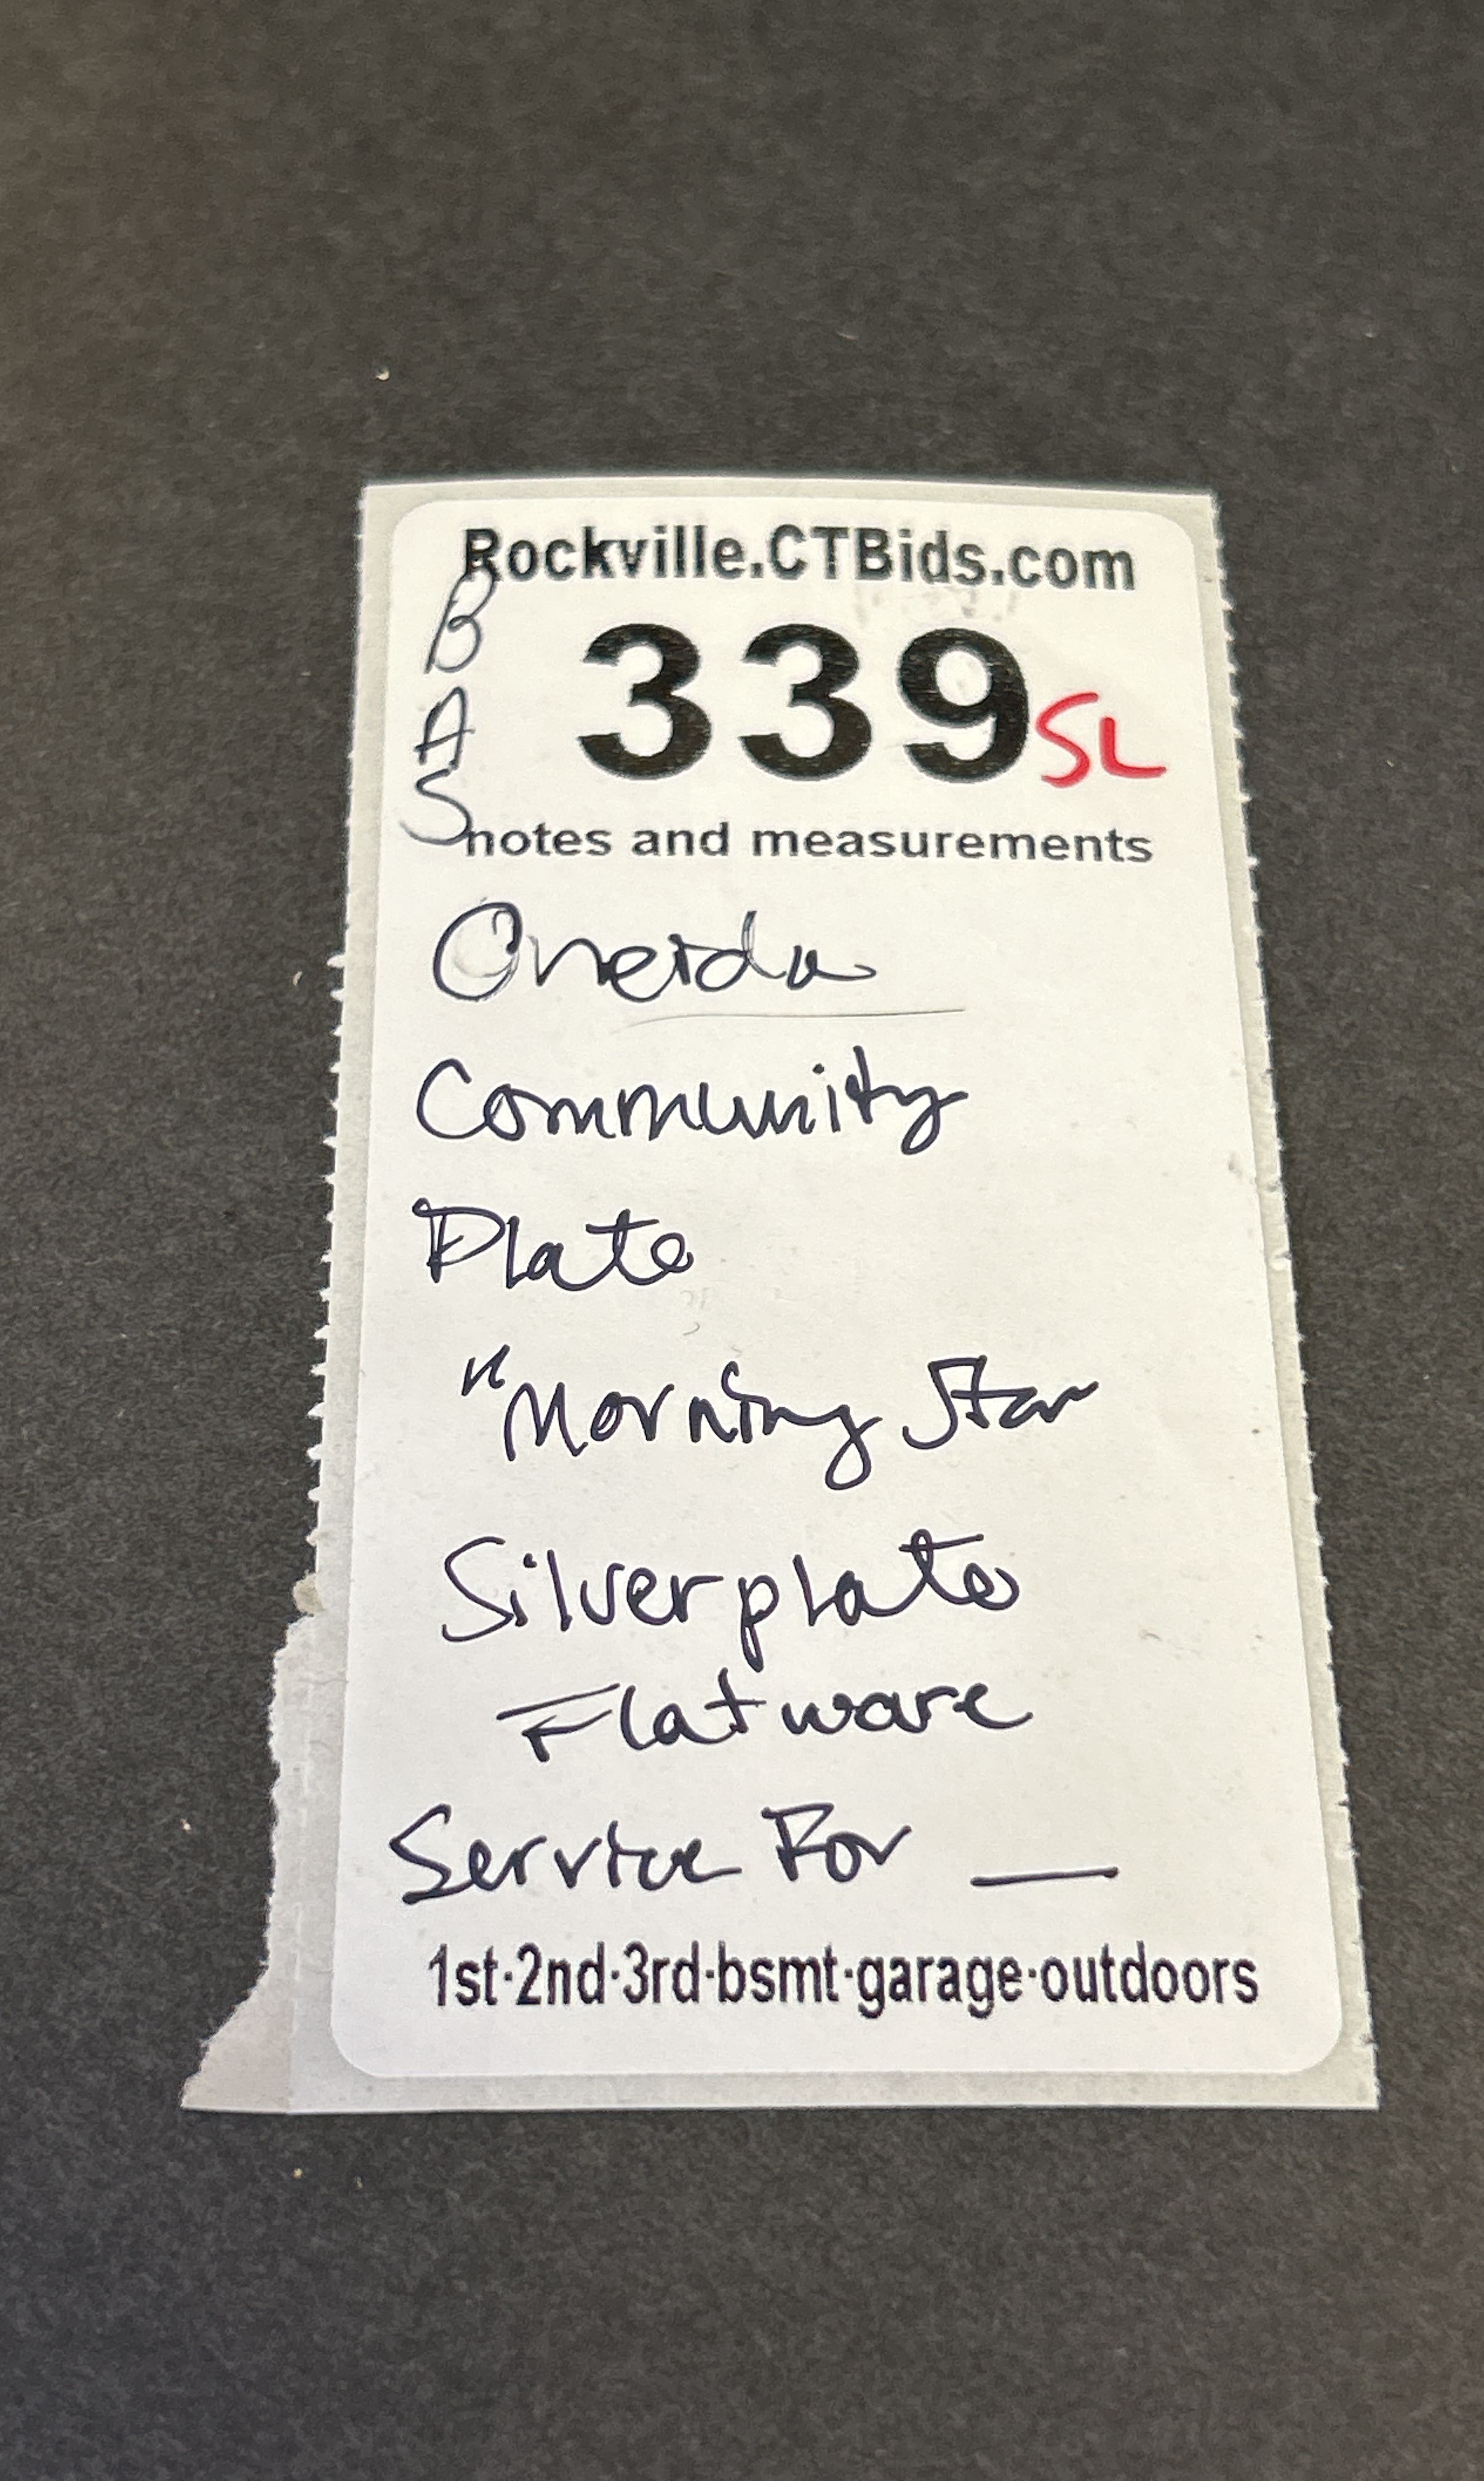 Rockville.CTBids.com
B
A
S
339 SL
notes and measurements
Oneida
Community
Plate
"Morning Star
Silverplate
Flatware
Service For __
1st·2nd·3rd·bsmt·garage·outdoors